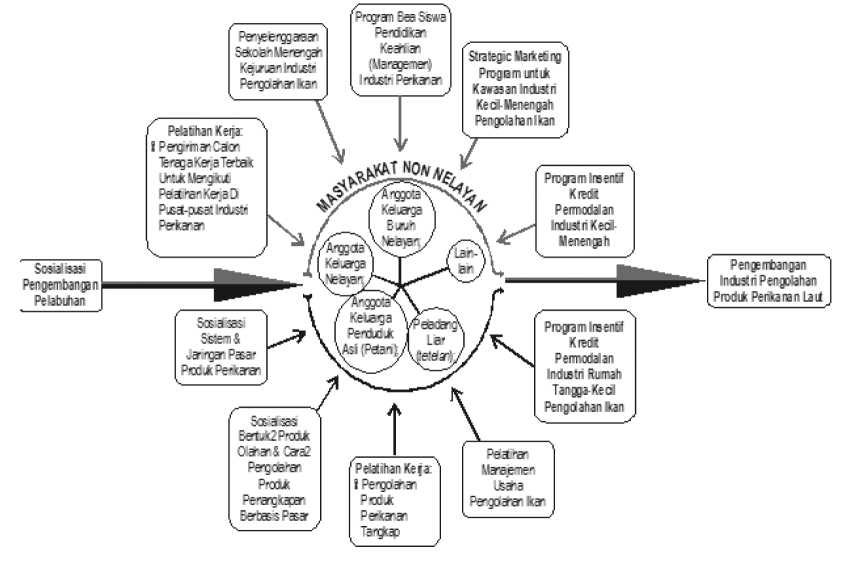 Program Bea Siswa
Pendidikan
Keahlian
(Managemen)
Industri Perikanan
Penyelenggaraan
Sekolah Menengah
Kejuruan Industri
Pengolahan Ikan
Strategic Marketing
Program untuk
Kawasan Industri
Kecil-Menengah
Pengolahan Ikan
Pelatihan Kerja:
Pengiriman Calon
Tenaga Kerja Terbaik
Untuk Mengikuti
Pelatihan Kerja Di
Pusat-pusat Industri
Perikanan
Program Insentif
Kredit
Permodalan
Industri Kecil-
Menengah
MASYARAKAT NON NELAYAN
Anggota
Keluarga
Buruh
Nelayan;
Anggota
Keluarga
Nelayan;
Lain-
lain
Anggota
Keluarga
Penduduk
Asli (Petani);
Peladang
Liar
(tetelan);
Sosialisasi
Pengembangan
Pelabuhan
Pengembangan
Industri Pengolahan
Produk Perikanan Laut
Sosialisasi
Sistem &
Jaringan Pasar
Produk Perikanan
Program Insentif
Kredit
Permodalan
Industri Rumah
Tangga-Kecil
Pengolahan Ikan
Sosialisasi
Bentuk2 Produk
Olahan & Cara2
Pengolahan
Produk
Penangkapan
Berbasis Pasar
Pelatihan Kerja:
Pengolahan
Produk
Perikanan
Tangkap
Pelatihan
Manajemen
Usaha
Pengolahan Ikan